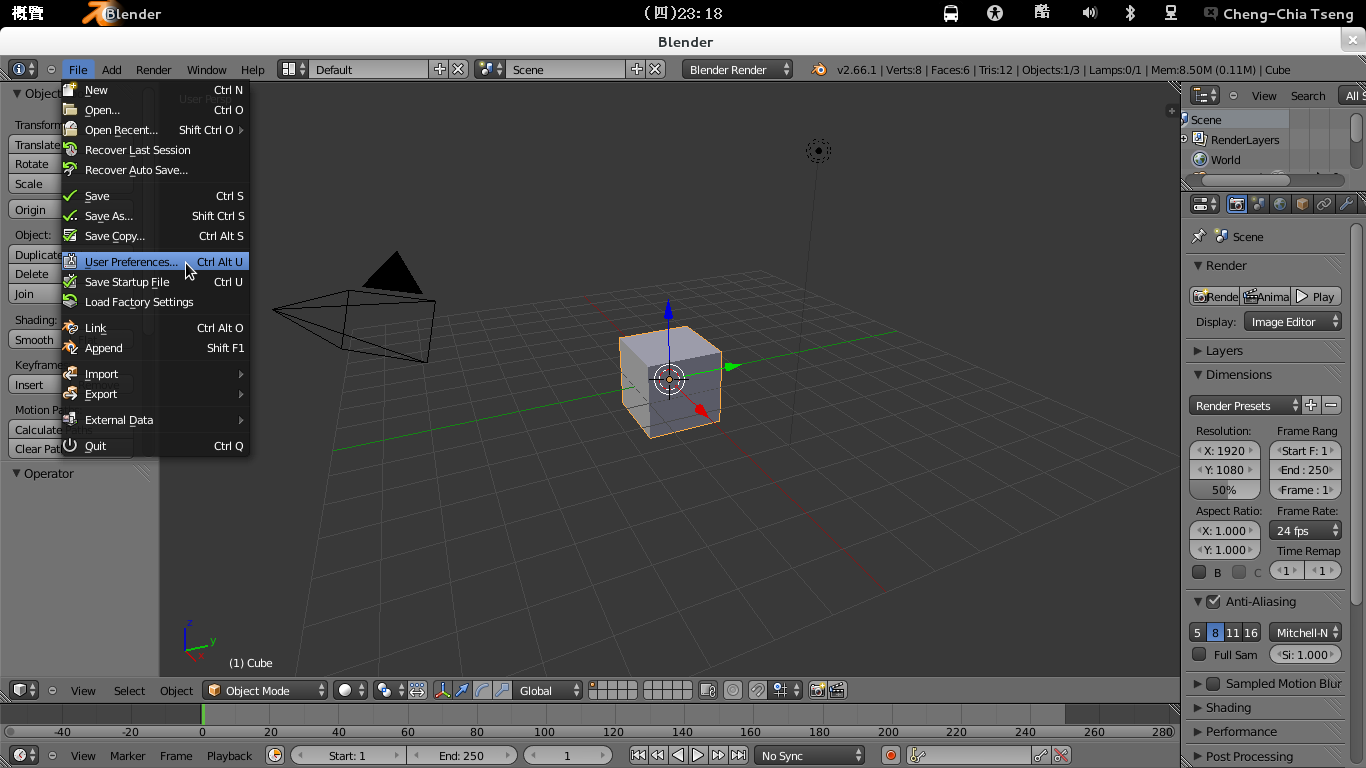 概覽 Blender (四)23:18 酷 Cheng-Chia Tseng
Blender
File Add Render Window Help Default Scene Blender Render v2.66.1 | Verts:8 | Faces:6 | Tris:12 | Objects:1/3 | Lamps:0/1 | Mem:8.50M (0.11M) | Cube
New Ctrl N
Open... Ctrl O
Open Recent... Shift Ctrl O
Recover Last Session
Recover Auto Save...
Save Ctrl S
Save As... Shift Ctrl S
Save Copy... Ctrl Alt S
User Preferences... Ctrl Alt U
Save Startup File Ctrl U
Load Factory Settings
Link Ctrl Alt O
Append Shift F1
Import
Export
External Data
Quit Ctrl Q
Object
Transform
Translate
Rotate
Scale
Origin
Object:
Duplicate
Delete
Join
Shading:
Smooth
Keyframe
Insert
Motion Pa
Calculate
Clear Pat
Operator
User Persp
z
y
x
(1) Cube
View Search All S
Scene
RenderLayers
World
Scene
Render
Rende Anima Play
Display: Image Editor
Layers
Dimensions
Render Presets
Resolution: Frame Rang
X: 1920 Start F: 1
Y: 1080 End : 250
50% Frame : 1
Aspect Ratio: Frame Rate:
X: 1.000 24 fps
Y: 1.000 Time Remap
B C 1 1
Anti-Aliasing
5 8 11 16 Mitchell-N
Full Sam Si: 1.000
Sampled Motion Blur
Shading
Performance
Post Processing
View Select Object Object Mode Global
-40 -20 0 20 40 60 80 100 120 140 160 180 200 220 240 260 280
View Marker Frame Playback Start: 1 End: 250 1 No Sync